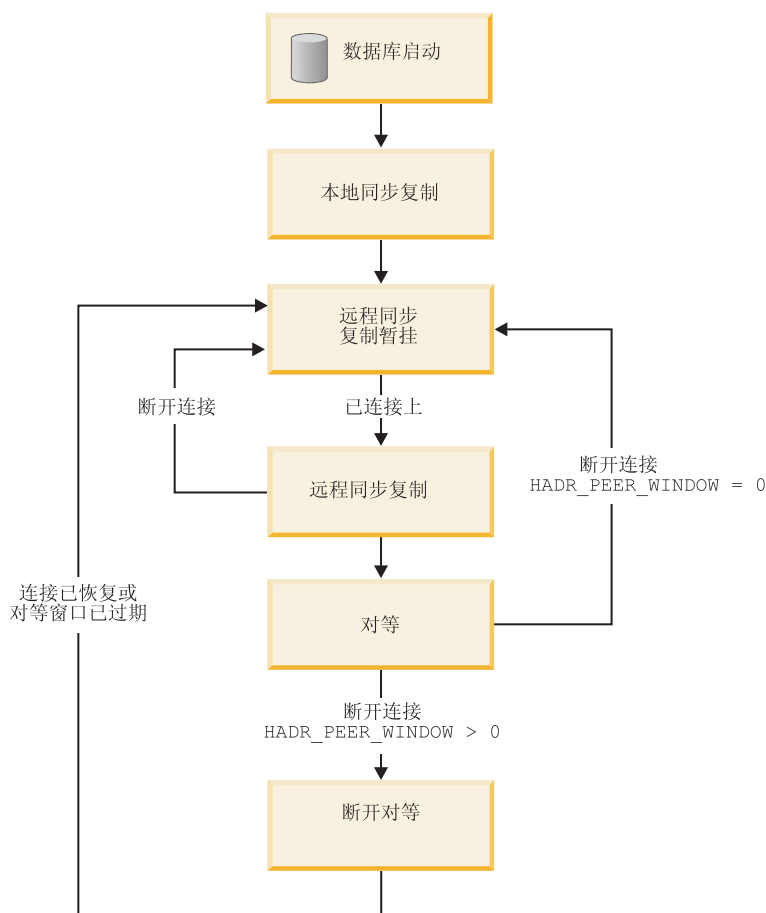 数据库启动
本地同步复制
远程同步
复制暂挂
断开连接
已连接上
远程同步复制
断开连接
HADR_PEER_WINDOW = 0
连接已恢复或
对等窗口已过期
对等
断开连接
HADR_PEER_WINDOW > 0
断开对等